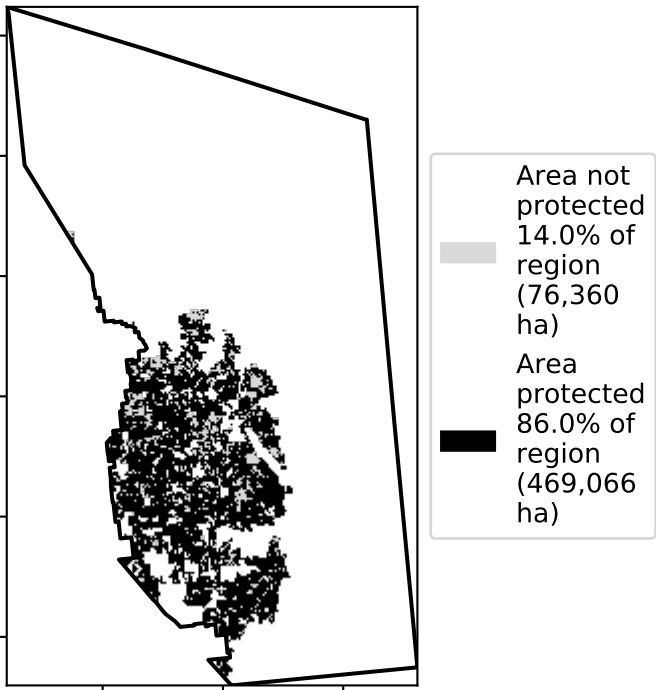 Area not
protected
14.0% of
region
(76,360
ha)
Area
protected
86.0% of
region
(469,066
ha)